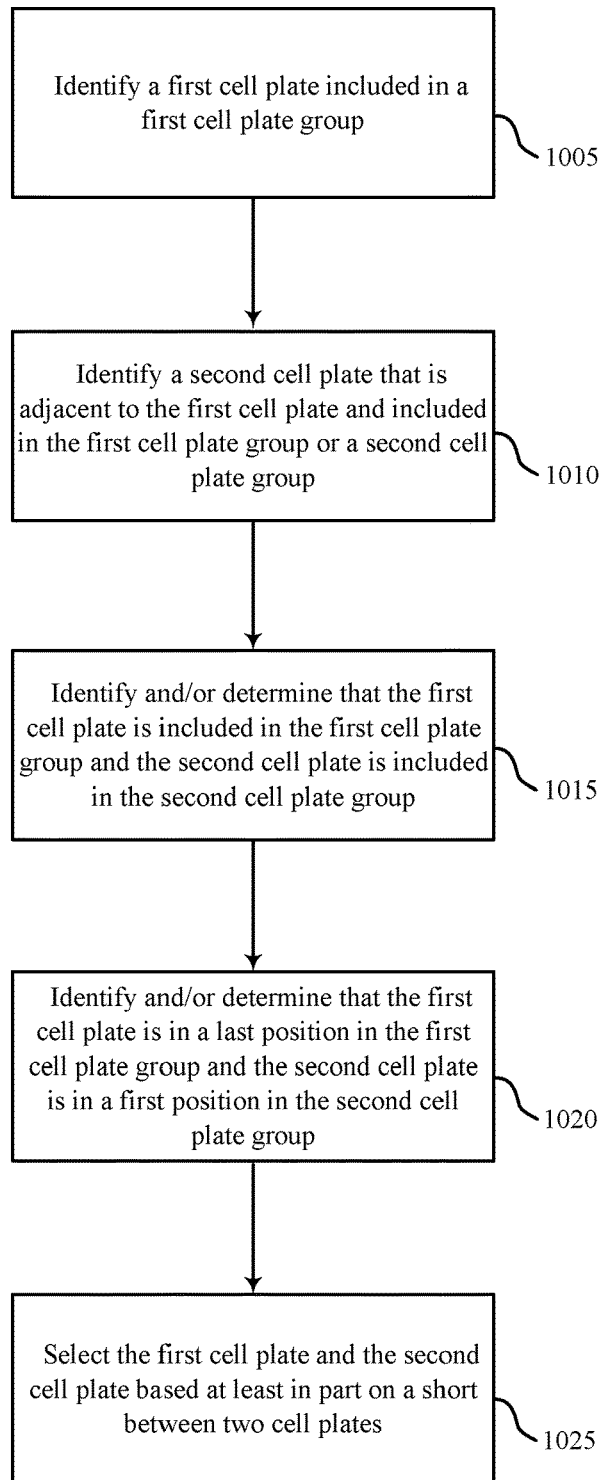 Identify a first cell plate included in a
first cell plate group
1005
Identify a second cell plate that is
adjacent to the first cell plate and included
in the first cell plate group or a second cell
plate group
1010
Identify and/or determine that the first
cell plate is included in the first cell plate
group and the second cell plate is included
in the second cell plate group
1015
Identify and/or determine that the first
cell plate is in a last position in the first
cell plate group and the second cell plate
is in a first position in the second cell
plate group
1020
Select the first cell plate and the second
cell plate based at least in part on a short
between two cell plates
1025